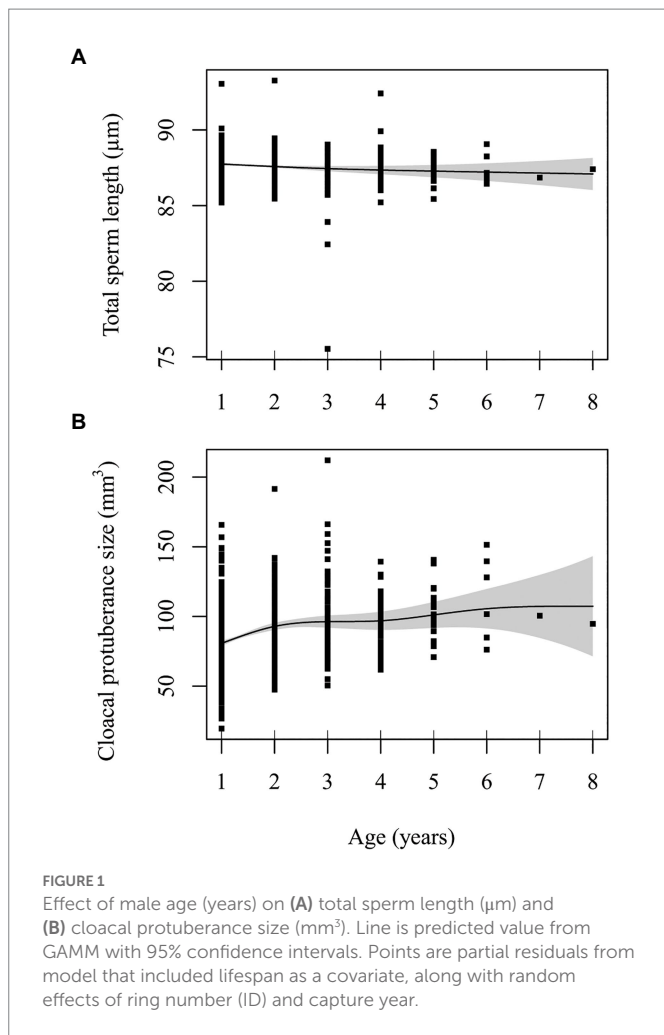 A
Total sperm length (μm)
90
85
80
75
1 2 3 4 5 6 7 8
B
Cloacal protuberance size (mm³)
200
150
100
50
1 2 3 4 5 6 7 8
Age (years)
FIGURE 1
Effect of male age (years) on (A) total sperm length (μm) and
(B) cloacal protuberance size (mm³). Line is predicted value from
GAMM with 95% confidence intervals. Points are partial residuals from
model that included lifespan as a covariate, along with random
effects of ring number (ID) and capture year.